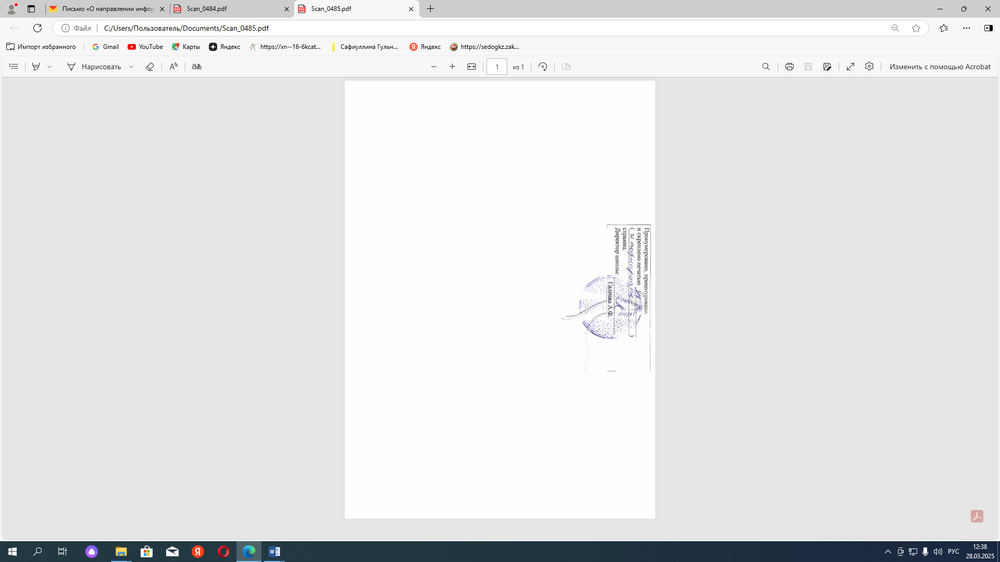 Письмо «О направлении инфор
Scan_0484.pdf
Scan_0485.pdf
Файл
C:/Users/Пользователь/Documents/Scan_0485.pdf
Импорт избранного
Gmail
YouTube
Карты
Яндекс
https://xn--16-6kcat...
Сафиуллина Гульн...
Яндекс
https://sedogkz.zak...
Нарисовать
1 из 1
Изменить с помощью Acrobat
Пронумеровано, прошнуровано
и скреплено печатью
страниц.
Директор школы:
Галиева А.Ф.
РУС
12:38
28.03.2025